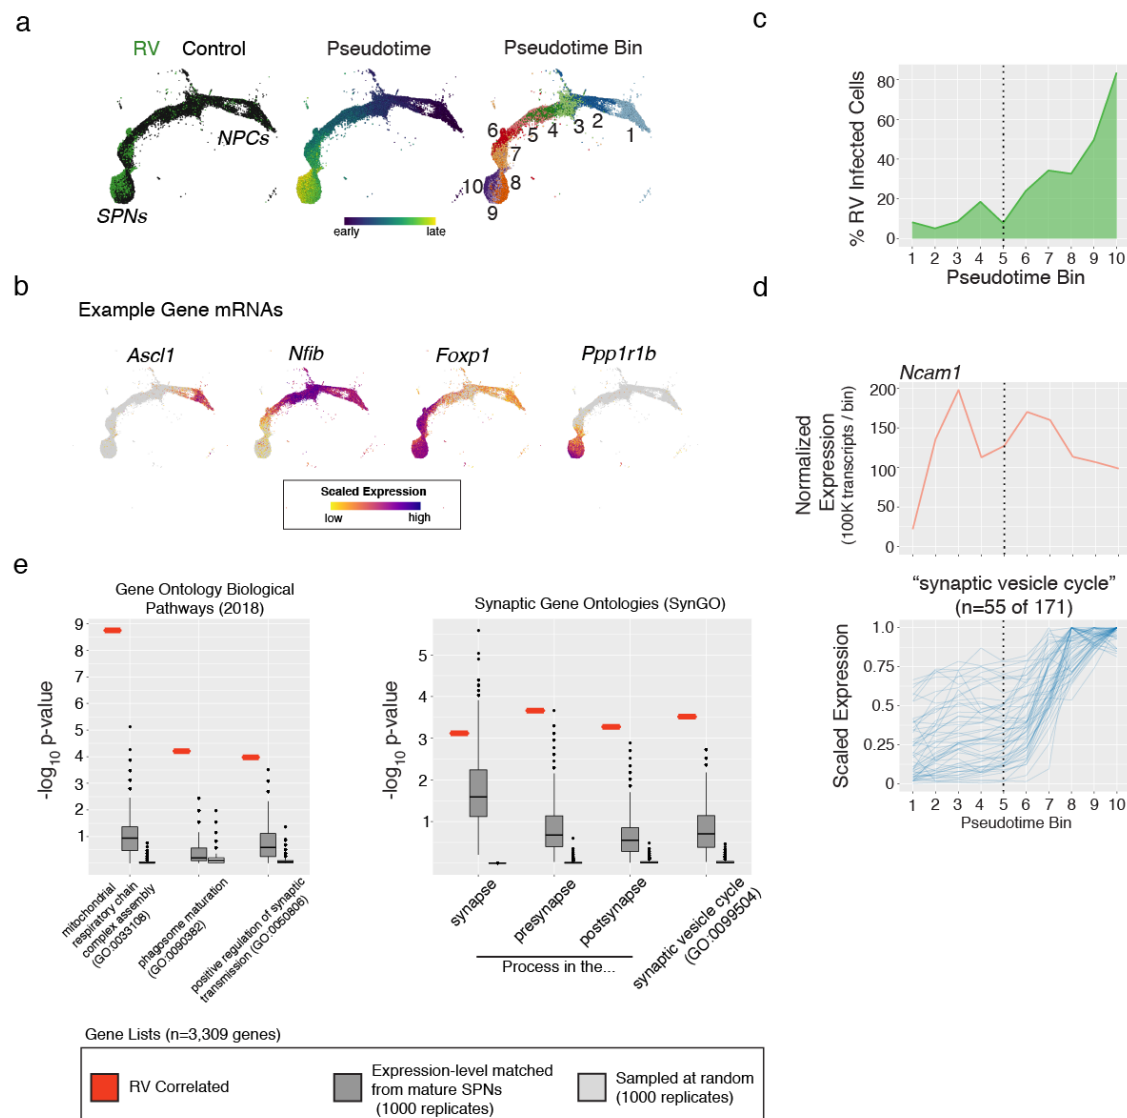 a
RV Control
Pseudotime
Pseudotime Bin
NPCs
SPNs
early
late
1
2
3
4
5
6
7
8
9
10
b
Example Gene mRNAs
Ascl1
Nfib
Foxp1
Ppp1r1b
Scaled Expression
low
high
c
% RV Infected Cells
80
60
40
20
0
1 2 3 4 5 6 7 8 9 10
Pseudotime Bin
d
Ncam1
Normalized
Expression
(100K transcripts / bin)
200
150
100
50
0
“synaptic vesicle cycle”
(n=55 of 171)
Scaled Expression
1.0
0.75
0.5
0.25
0
1 2 3 4 5 6 7 8 9 10
Pseudotime Bin
e
Gene Ontology Biological
Pathways (2018)
-log10 p-value
9
8
7
6
5
4
3
2
1
mitochondrial
respiratory chain
complex assembly
(GO:0033108)
phagosome maturation
(GO:0090382)
positive regulation of synaptic
transmission (GO:0050806)
Synaptic Gene Ontologies (SynGO)
-log10 p-value
5
4
3
2
1
synapse
presynapse
postsynapse
synaptic vesicle cycle
(GO:0099504)
Process in the...
Gene Lists (n=3,309 genes)
RV Correlated
Expression-level matched
from mature SPNs
(1000 replicates)
Sampled at random
(1000 replicates)